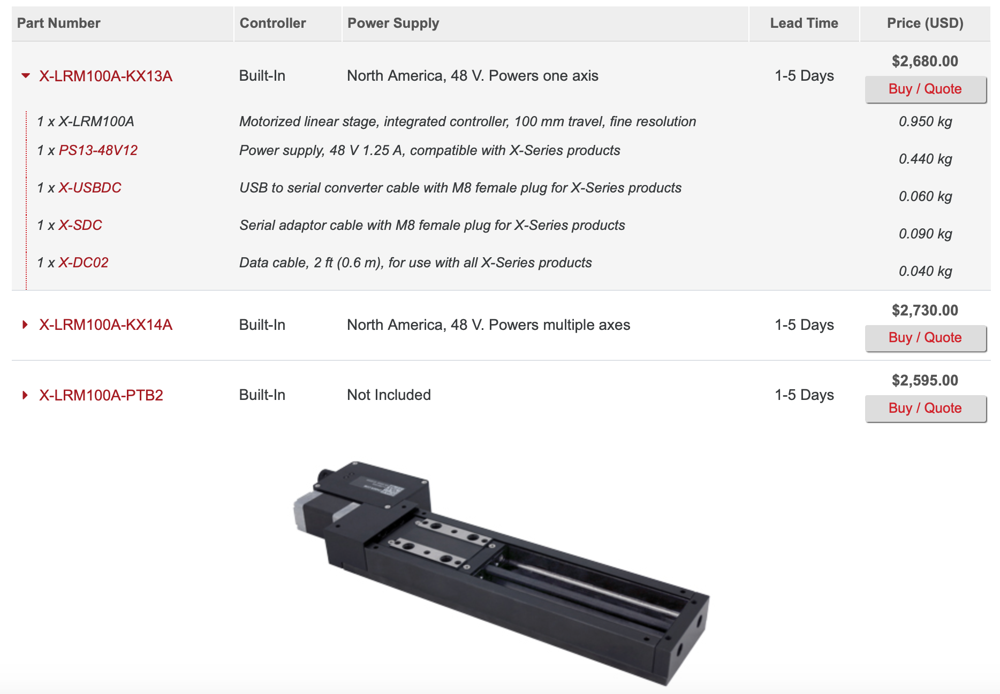 Part Number Controller Power Supply Lead Time Price (USD)
X-LRM100A-KX13A Built-In North America, 48 V. Powers one axis 1-5 Days $2,680.00
Buy / Quote
1 x X-LRM100A Motorized linear stage, integrated controller, 100 mm travel, fine resolution 0.950 kg
1 x PS13-48V12 Power supply, 48 V 1.25 A, compatible with X-Series products 0.440 kg
1 x X-USBDC USB to serial converter cable with M8 female plug for X-Series products 0.060 kg
1 x X-SDC Serial adaptor cable with M8 female plug for X-Series products 0.090 kg
1 x X-DC02 Data cable, 2 ft (0.6 m), for use with all X-Series products 0.040 kg
X-LRM100A-KX14A Built-In North America, 48 V. Powers multiple axes 1-5 Days $2,730.00
Buy / Quote
X-LRM100A-PTB2 Built-In Not Included 1-5 Days $2,595.00
Buy / Quote